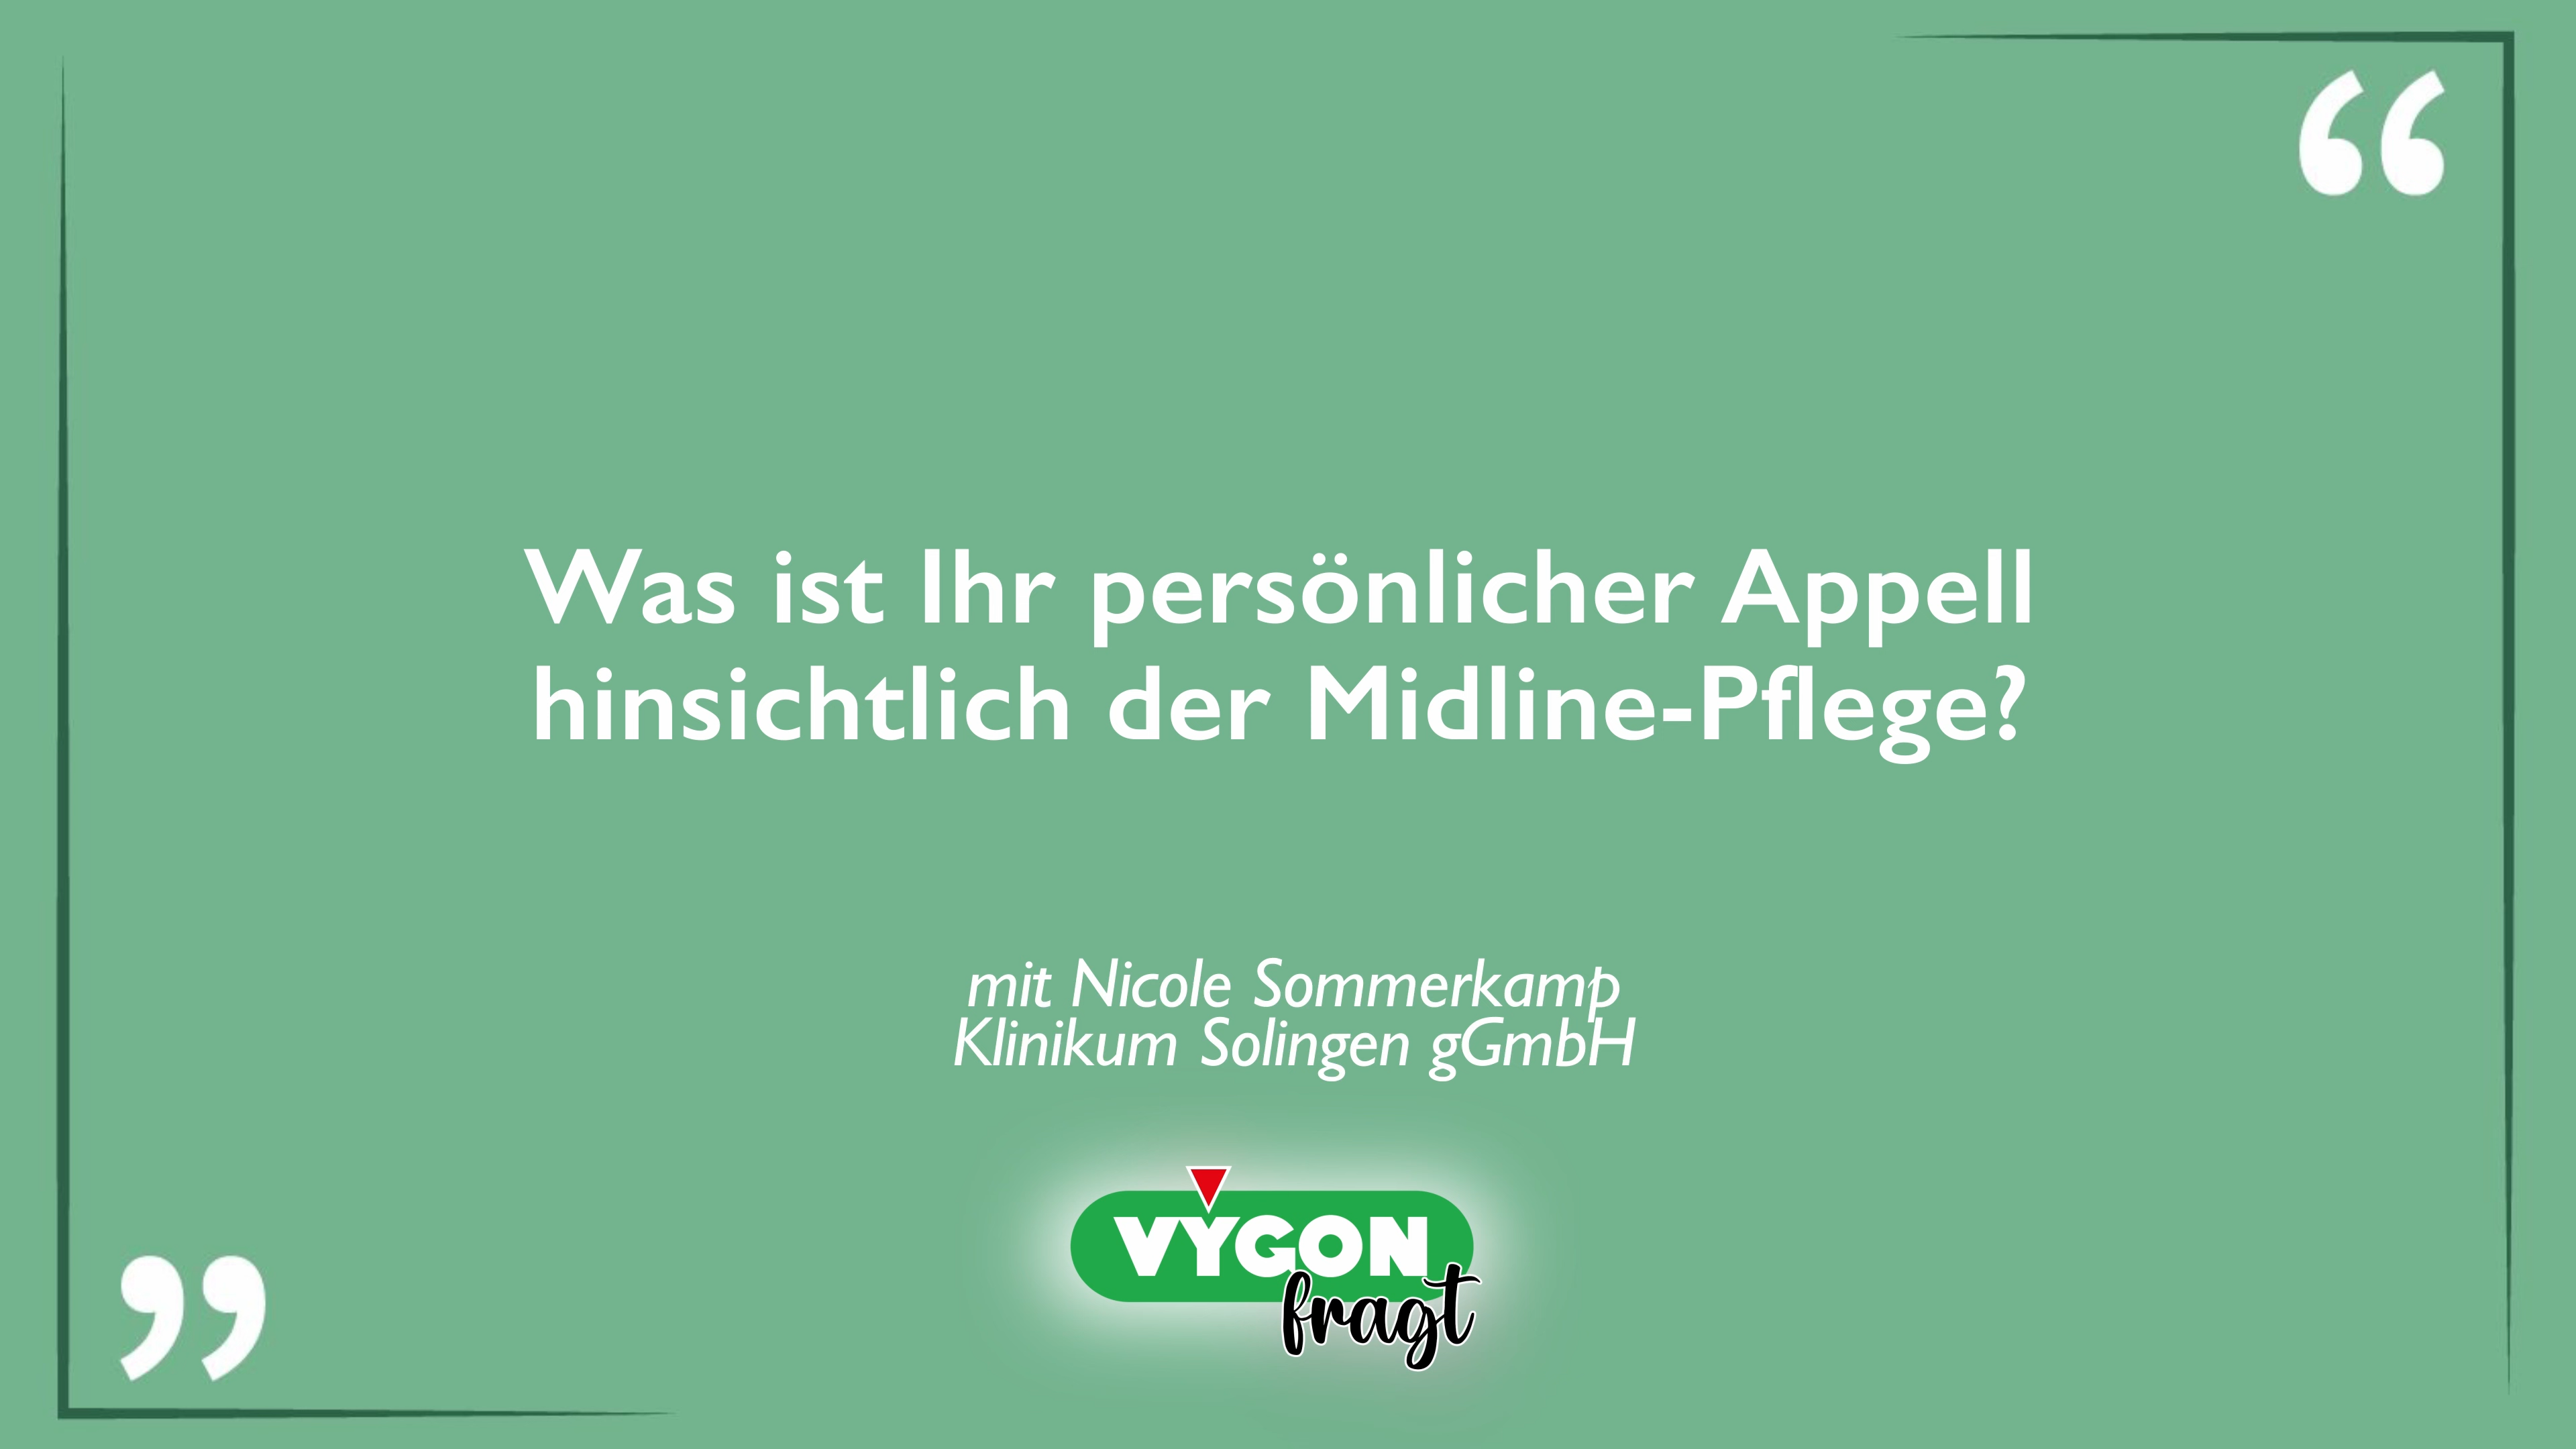 “
Was ist Ihr persönlicher Appell
hinsichtlich der Midline-Pflege?
mit Nicole Sommerkamp
Klinikum Solingen gGmbH
VYGON
fragt
”